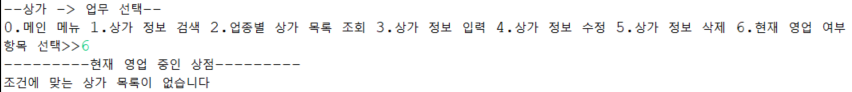 --상가 -> 업무 선택--
0.메인 메뉴 1.상가 정보 검색 2.업종별 상가 목록 조회 3.상가 정보 입력 4.상가 정보 수정 5.상가 정보 삭제 6.현재 영업 여부
항목 선택>>6
---------현재 영업 중인 상점---------
조건에 맞는 상가 목록이 없습니다